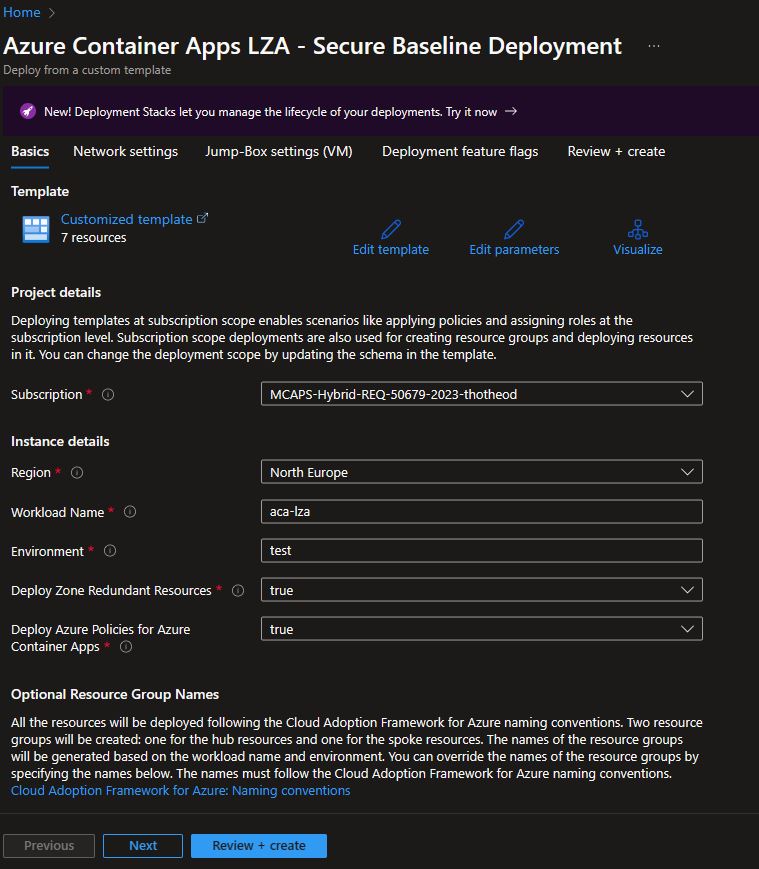 Home
Azure Container Apps LZA - Secure Baseline Deployment ...
Deploy from a custom template
New! Deployment Stacks let you manage the lifecycle of your deployments. Try it now →
Basics Network settings Jump-Box settings (VM) Deployment feature flags Review + create
Template
Customized template
7 resources
Edit template Edit parameters Visualize
Project details
Deploying templates at subscription scope enables scenarios like applying policies and assigning roles at the
subscription level. Subscription scope deployments are also used for creating resource groups and deploying resources
in it. You can change the deployment scope by updating the schema in the template.
Subscription * MCAPS-Hybrid-REQ-50679-2023-thotheod
Instance details
Region * North Europe
Workload Name * aca-lza
Environment * test
Deploy Zone Redundant Resources * true
Deploy Azure Policies for Azure
Container Apps * true
Optional Resource Group Names
All the resources will be deployed following the Cloud Adoption Framework for Azure naming conventions. Two resource
groups will be created: one for the hub resources and one for the spoke resources. The names of the resource groups
will be generated based on the workload name and environment. You can override the names of the resource groups by
specifying the names below. The names must follow the Cloud Adoption Framework for Azure naming conventions.
Cloud Adoption Framework for Azure: Naming conventions
Previous Next Review + create